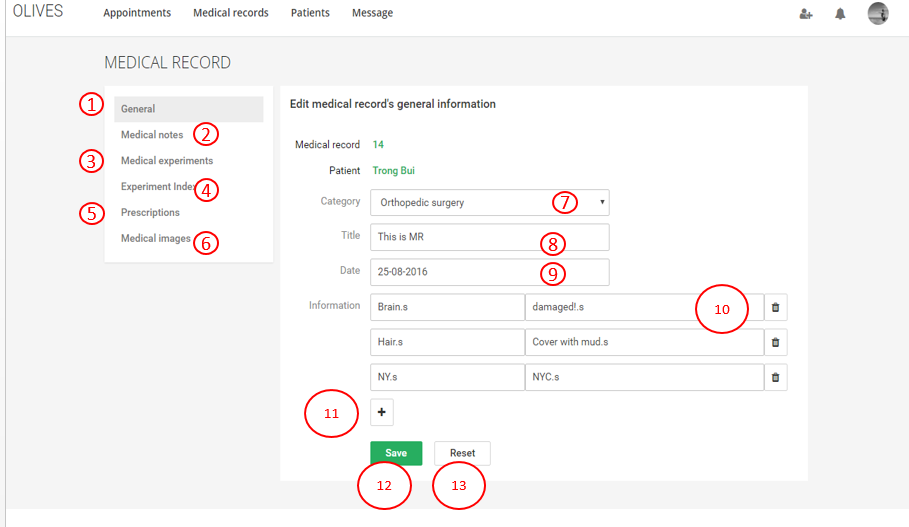 OLIVES Appointments Medical records Patients Message
MEDICAL RECORD
1 General
Medical notes 2
3 Medical experiments
Experiment Index 4
5 Prescriptions
Medical images 6
Edit medical record's general information
Medical record 14
Patient Trong Bui
Category Orthopedic surgery 7
Title This is MR 8
Date 25-08-2016 9
Information Brain.s damaged!.s 10
Hair.s Cover with mud.s
NY.s NYC.s
11 +
Save Reset
12 13